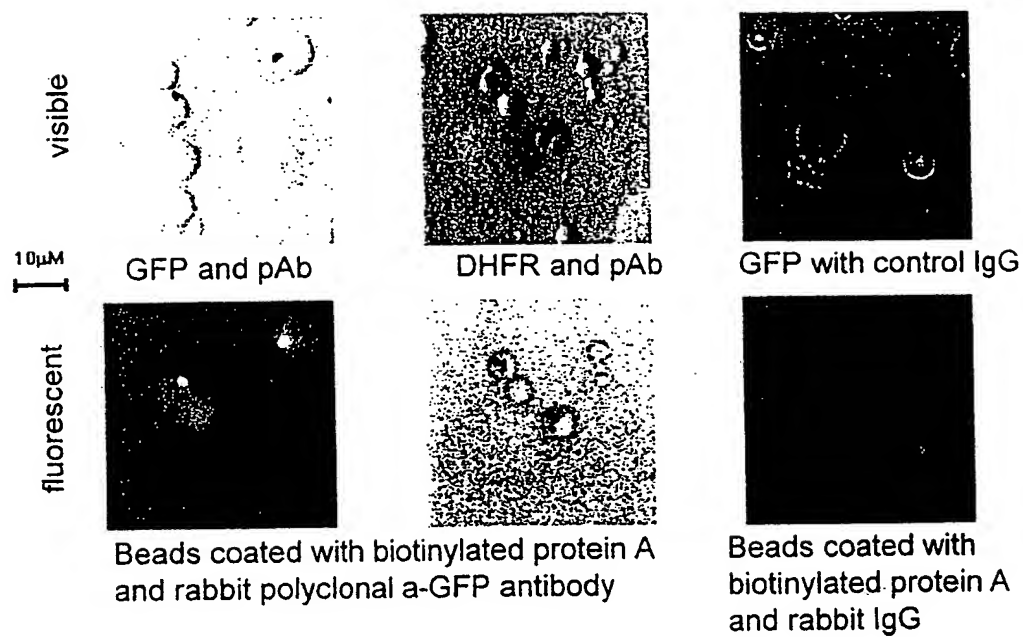 visible
10µM
GFP and pAb
DHFR and pAb
GFP with control IgG
fluorescent
Beads coated with biotinylated protein A
and rabbit polyclonal a-GFP antibody
Beads coated with
biotinylated protein A
and rabbit IgG